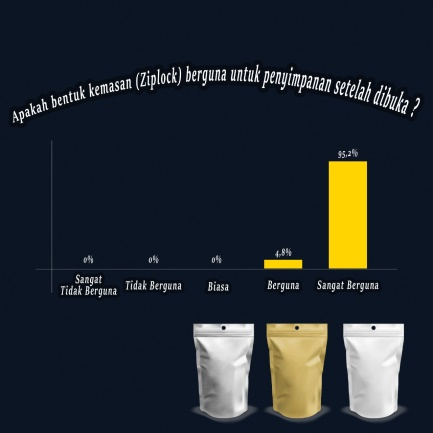 Apakah bentuk kemasan (Ziplock) berguna untuk penyimpanan setelah dibuka ?
95,2%
0%
0%
0%
4,8%
Sangat
Tidak Berguna
Tidak Berguna
Biasa
Berguna
Sangat Berguna